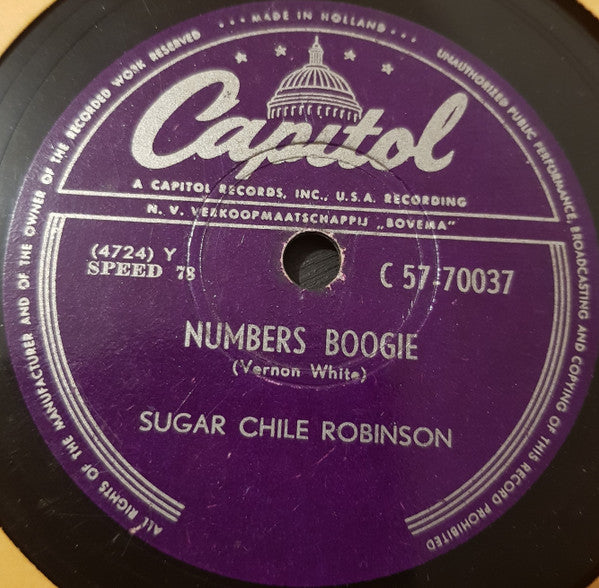 ··· MADE IN HOLLAND ···
ALL RIGHTS OF THE MANUFACTURER AND OF THE OWNER OF THE RECORDED WORK RESERVED
UNAUTHORIZED PUBLIC PERFORMANCE, BROADCASTING AND COPYING OF THIS RECORD PROHIBITED
Capitol
A CAPITOL RECORDS, INC., U.S.A. RECORDING
N. V. VERKOOPMAATSCHAPPIJ „BOVEMA"
(4724) Y
SPEED 78
C 57-70037
NUMBERS BOOGIE
(Vernon White)
SUGAR CHILE ROBINSON